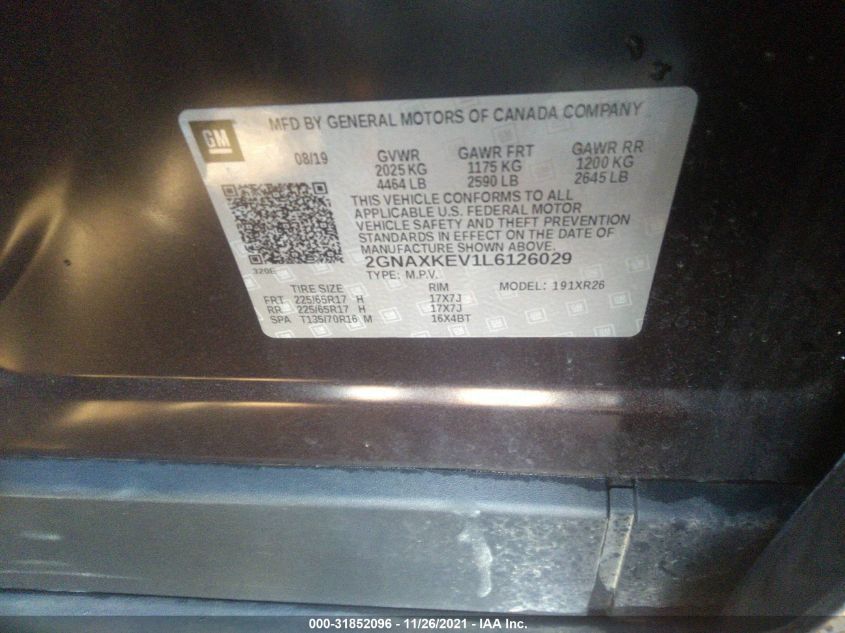 MFD BY GENERAL MOTORS OF CANADA COMPANY
GM
08/19 GVWR GAWR FRT GAWR RR
2025 KG 1175 KG 1200 KG
4464 LB 2590 LB 2645 LB
THIS VEHICLE CONFORMS TO ALL
APPLICABLE U.S. FEDERAL MOTOR
VEHICLE SAFETY AND THEFT PREVENTION
STANDARDS IN EFFECT ON THE DATE OF
MANUFACTURE SHOWN ABOVE.
2GNAXKEV1L6126029
320E
TYPE: M.P.V. MODEL: 191XR26
TIRE SIZE RIM
FRT 225/65R17 H 17X7J
RR 225/65R17 H 17X7J
SPA T135/70R16 M 16X4BT
000-31852096 - 11/26/2021 - IAA Inc.